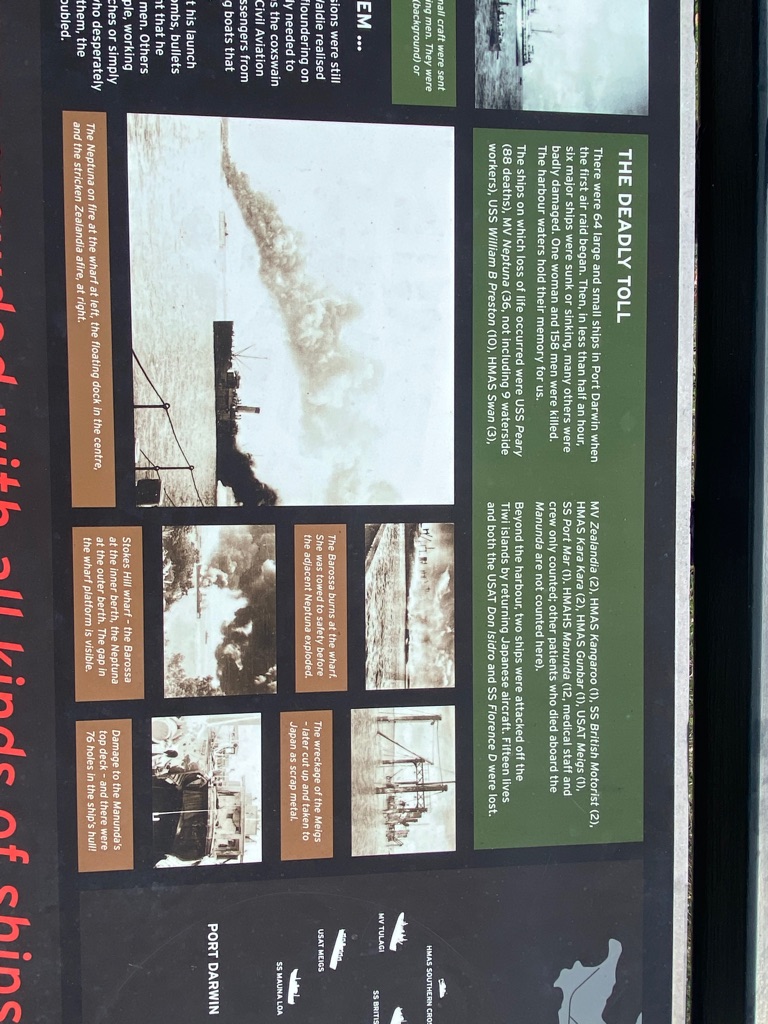 THE DEADLY TOLL
There were 64 large and small ships in Port Darwin when
the first air raid began. Then, in less than half an hour,
six major ships were sunk or sinking, many others were
badly damaged. One woman and 158 men were killed.
The harbour waters hold their memory for us.
The ships on which loss of life occurred were USS Peary
(88 deaths), MV Neptuna (36, not including 9 waterside
workers), USS William B Preston (10), HMAS Swan (3),
MV Zealandia (2), HMAS Kangaroo (1), SS British Motorist (2),
HMAS Kara Kara (2), HMAS Gunbar (1), USAT Meigs (1),
SS Port Mar (1), HMAHS Manunda (12, medical staff and
crew only counted; other patients who died aboard the
Manunda are not counted here).
Beyond the harbour, two ships were attacked off the
Tiwi islands by returning Japanese aircraft. Fifteen lives
and both the USAT Don Isidro and SS Florence D were lost.
mall craft were sent
ing men. They were
background) or
EM ...
sions were still
Waldie realised
floundering on
ly needed to
s the coxswain
Civil Aviation
ssengers from
g boats that
t his launch
ombs, bullets
nt that he
men. Others
ple, working
ches or simply
ho desperately
them, the
oubled.
The Neptuna on fire at the wharf at left, the floating dock in the centre,
and the stricken Zealandia afire, at right.
The Barossa burns at the wharf.
She was towed to safety before
the adjacent Neptuna exploded.
Stokes Hill wharf – the Barossa
at the inner berth, the Neptuna
at the outer berth. The gap in
the wharf platform is visible.
The wreckage of the Meigs
– later cut up and taken to
Japan as scrap metal.
Damage to the Manunda's
top deck – and there were
76 holes in the ship's hull!
HMAS SOUTHERN CROS
MV TULAGI
SS BRITIS
USAT MEIGS
SS MAUNA LOA
PORT DARWIN
with all kinds of ships